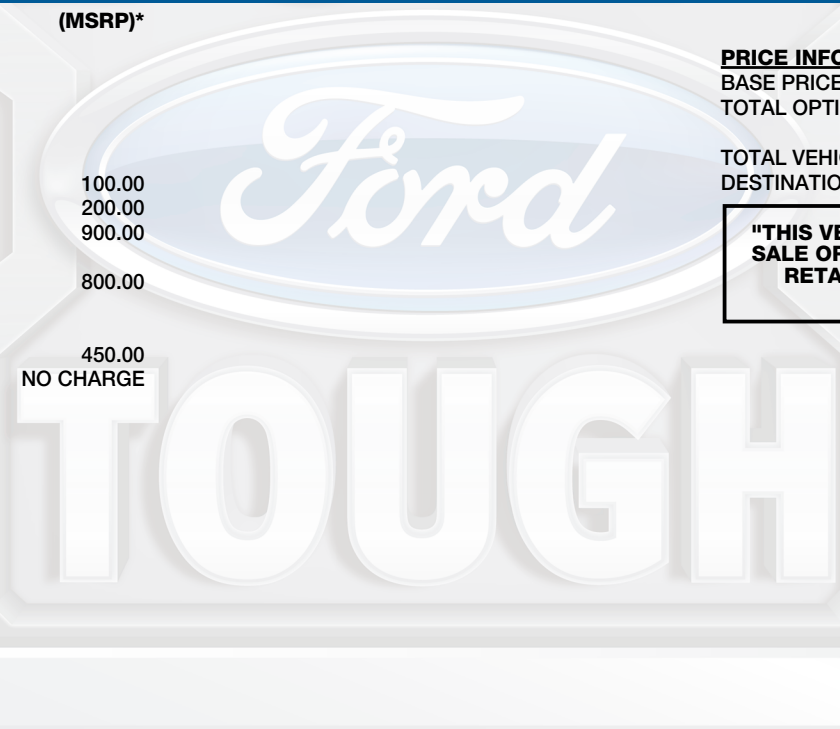 (MSRP)*
100.00
200.00
900.00
800.00
450.00
NO CHARGE
PRICE INFO
BASE PRICE
TOTAL OPTI
TOTAL VEHI
DESTINATIO
"THIS VE
SALE OR
RETA
Ford
TOUGH